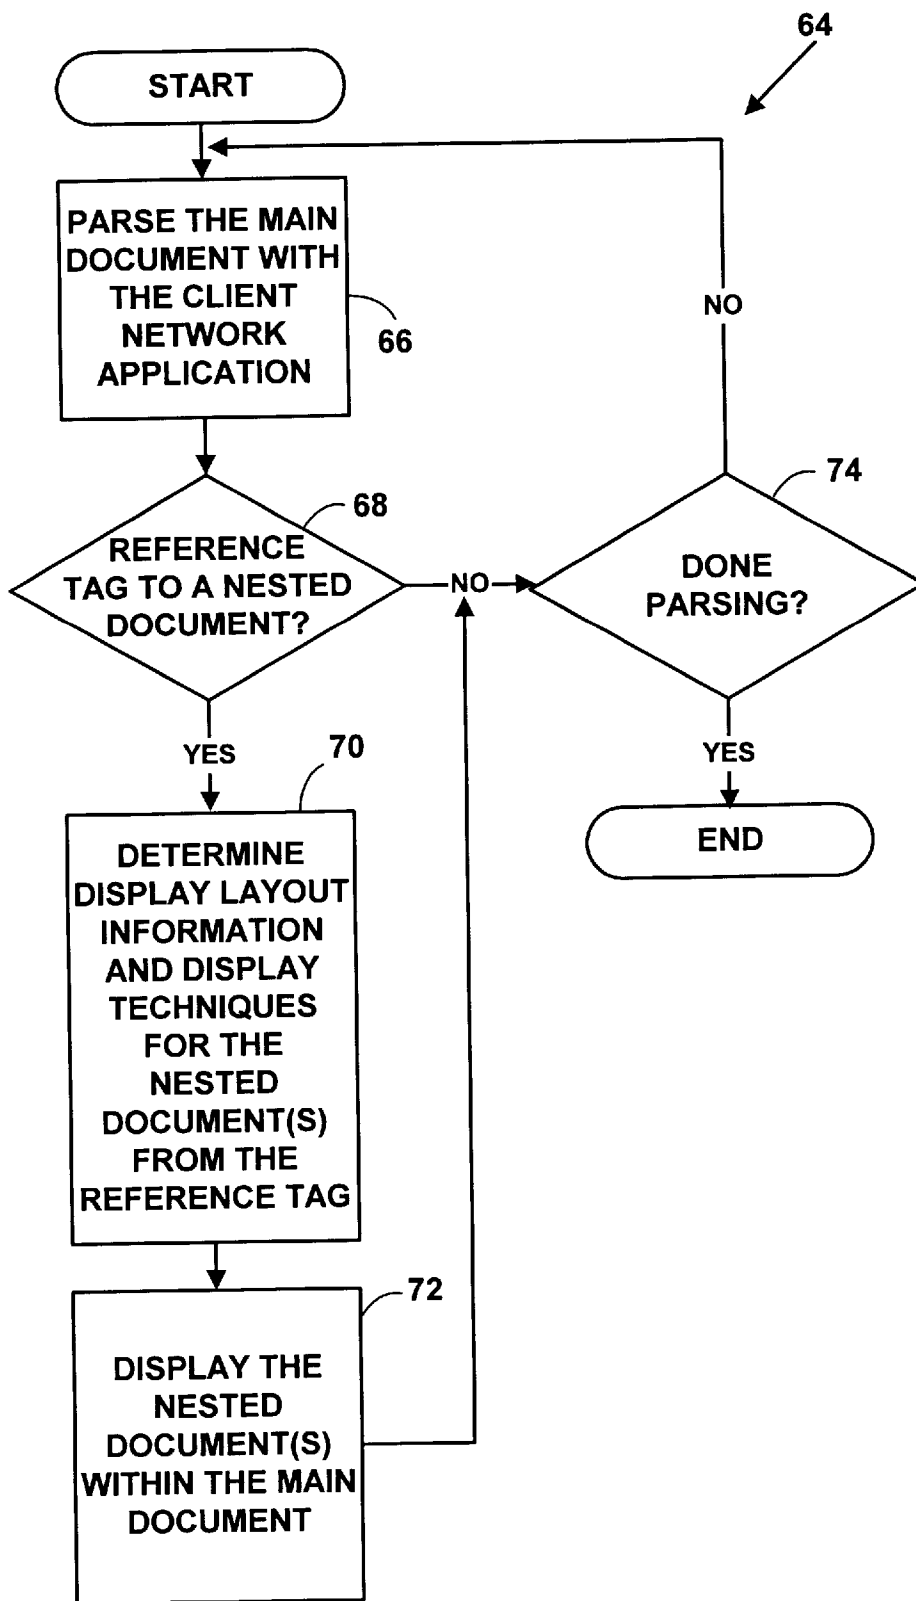 64
START
PARSE THE MAIN
DOCUMENT WITH
THE CLIENT
NETWORK
APPLICATION
66
NO
68
REFERENCE
TAG TO A NESTED
DOCUMENT?
NO
74
DONE
PARSING?
YES
70
YES
END
DETERMINE
DISPLAY LAYOUT
INFORMATION
AND DISPLAY
TECHNIQUES
FOR THE
NESTED
DOCUMENT(S)
FROM THE
REFERENCE TAG
72
DISPLAY THE
NESTED
DOCUMENT(S)
WITHIN THE MAIN
DOCUMENT